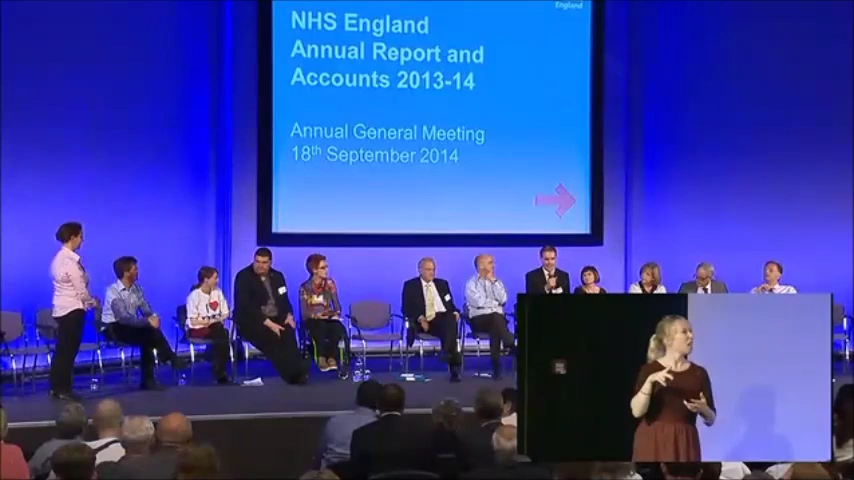 England
NHS England
Annual Report and
Accounts 2013-14
Annual General Meeting
18th September 2014